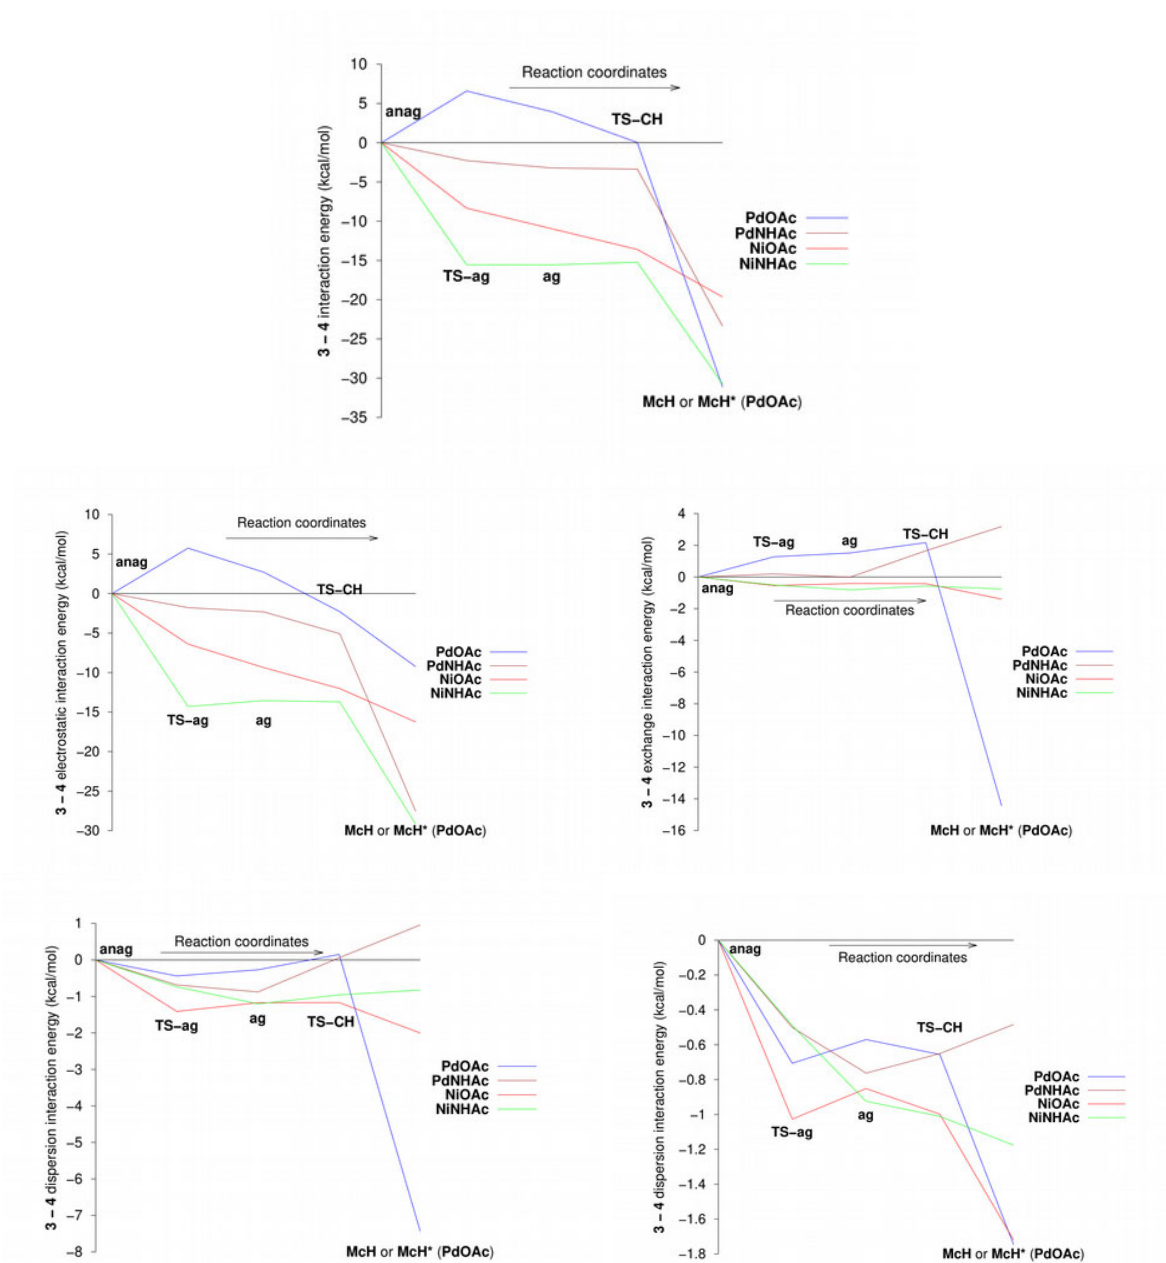 10
5
0
−5
−10
−15
−20
−25
−30
−35
3 − 4 interaction energy (kcal/mol)
Reaction coordinates
anag
TS−CH
TS−ag
ag
PdOAc
PdNHAc
NiOAc
NiNHAc
McH or McH* (PdOAc)
10
5
0
−5
−10
−15
−20
−25
−30
3 − 4 electrostatic interaction energy (kcal/mol)
Reaction coordinates
anag
TS−CH
TS−ag
ag
PdOAc
PdNHAc
NiOAc
NiNHAc
McH or McH* (PdOAc)
4
2
0
−2
−4
−6
−8
−10
−12
−14
−16
3 − 4 exchange interaction energy (kcal/mol)
TS−ag
ag
TS−CH
anag
Reaction coordinates
PdOAc
PdNHAc
NiOAc
NiNHAc
McH or McH* (PdOAc)
1
0
−1
−2
−3
−4
−5
−6
−7
−8
3 − 4 dispersion interaction energy (kcal/mol)
anag
Reaction coordinates
TS−ag
ag
TS−CH
PdOAc
PdNHAc
NiOAc
NiNHAc
McH or McH* (PdOAc)
0
−0.2
−0.4
−0.6
−0.8
−1
−1.2
−1.4
−1.6
−1.8
3 − 4 dispersion interaction energy (kcal/mol)
anag
Reaction coordinates
TS−CH
TS−ag
ag
PdOAc
PdNHAc
NiOAc
NiNHAc
McH or McH* (PdOAc)